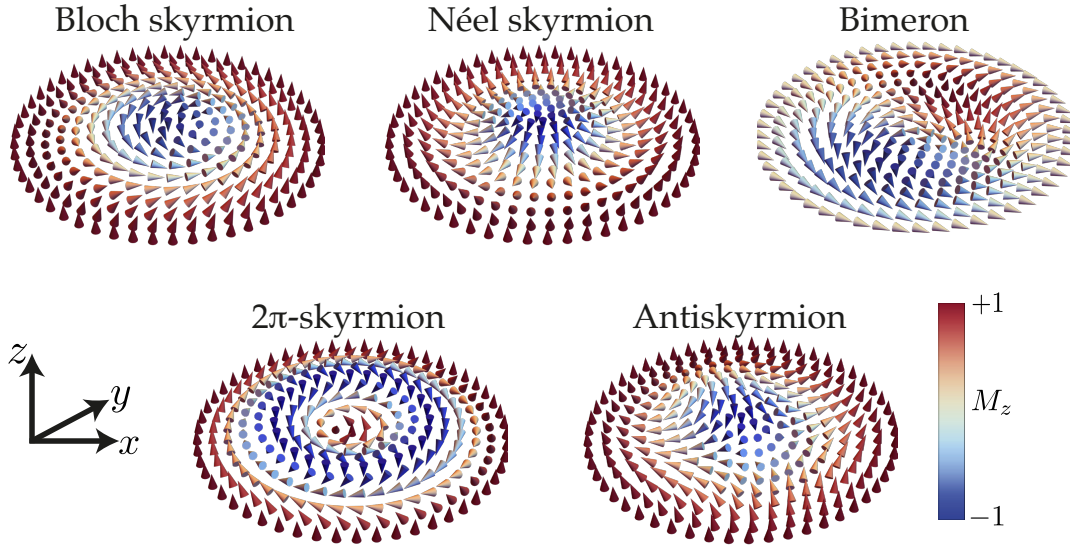 Bloch skyrmion
Néel skyrmion
Bimeron
2π-skyrmion
Antiskyrmion
z
y
x
+1
M_z
−1